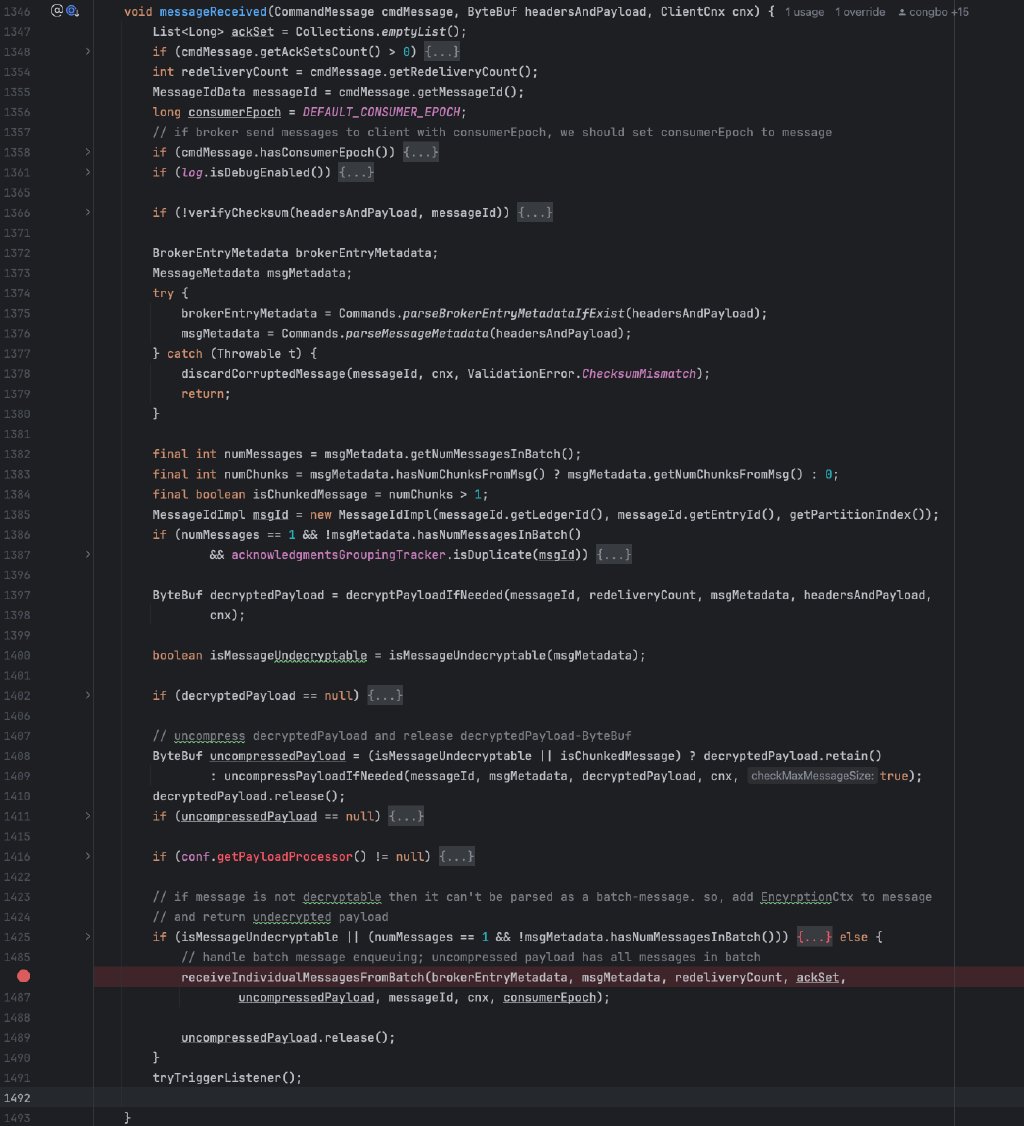 1346 @ void messageReceived(CommandMessage cmdMessage, ByteBuf headersAndPayload, ClientCnx cnx) { 1 usage 1 override congbo +15
1347 List<Long> ackSet = Collections.emptyList();
1348 if (cmdMessage.getAckSetsCount() > 0) {...}
1354 int redeliveryCount = cmdMessage.getRedeliveryCount();
1355 MessageIdData messageId = cmdMessage.getMessageId();
1356 long consumerEpoch = DEFAULT_CONSUMER_EPOCH;
1357 // if broker send messages to client with consumerEpoch, we should set consumerEpoch to message
1358 if (cmdMessage.hasConsumerEpoch()) {...}
1361 if (log.isDebugEnabled()) {...}
1365
1366 if (!verifyChecksum(headersAndPayload, messageId)) {...}
1371
1372 BrokerEntryMetadata brokerEntryMetadata;
1373 MessageMetadata msgMetadata;
1374 try {
1375 brokerEntryMetadata = Commands.parseBrokerEntryMetadataIfExist(headersAndPayload);
1376 msgMetadata = Commands.parseMessageMetadata(headersAndPayload);
1377 } catch (Throwable t) {
1378 discardCorruptedMessage(messageId, cnx, ValidationError.ChecksumMismatch);
1379 return;
1380 }
1381
1382 final int numMessages = msgMetadata.getNumMessagesInBatch();
1383 final int numChunks = msgMetadata.hasNumChunksFromMsg() ? msgMetadata.getNumChunksFromMsg() : 0;
1384 final boolean isChunkedMessage = numChunks > 1;
1385 MessageIdImpl msgId = new MessageIdImpl(messageId.getLedgerId(), messageId.getEntryId(), getPartitionIndex());
1386 if (numMessages == 1 && !msgMetadata.hasNumMessagesInBatch()
1387 && acknowledgmentsGroupingTracker.isDuplicate(msgId)) {...}
1396
1397 ByteBuf decryptedPayload = decryptPayloadIfNeeded(messageId, redeliveryCount, msgMetadata, headersAndPayload,
1398 cnx);
1399
1400 boolean isMessageUndecryptable = isMessageUndecryptable(msgMetadata);
1401
1402 if (decryptedPayload == null) {...}
1406
1407 // uncompress decryptedPayload and release decryptedPayload-ByteBuf
1408 ByteBuf uncompressedPayload = (isMessageUndecryptable || isChunkedMessage) ? decryptedPayload.retain()
1409 : uncompressPayloadIfNeeded(messageId, msgMetadata, decryptedPayload, cnx, checkMaxMessageSize: true);
1410 decryptedPayload.release();
1411 if (uncompressedPayload == null) {...}
1415
1416 if (conf.getPayloadProcessor() != null) {...}
1422
1423 // if message is not decryptable then it can't be parsed as a batch-message. so, add EncyrptionCtx to message
1424 // and return undecrypted payload
1425 if (isMessageUndecryptable || (numMessages == 1 && !msgMetadata.hasNumMessagesInBatch())) {...} else {
1485 // handle batch message enqueuing; uncompressed payload has all messages in batch
receiveIndividualMessagesFromBatch(brokerEntryMetadata, msgMetadata, redeliveryCount, ackSet,
1487 uncompressedPayload, messageId, cnx, consumerEpoch);
1488
1489 uncompressedPayload.release();
1490 }
1491 tryTriggerListener();
1492
1493 }